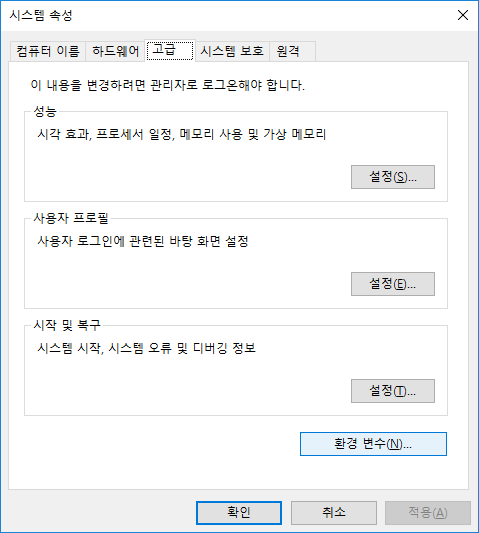 시스템 속성
컴퓨터 이름 하드웨어 고급 시스템 보호 원격
이 내용을 변경하려면 관리자로 로그온해야 합니다.
성능
시각 효과, 프로세서 일정, 메모리 사용 및 가상 메모리
설정(S)...
사용자 프로필
사용자 로그인에 관련된 바탕 화면 설정
설정(E)...
시작 및 복구
시스템 시작, 시스템 오류 및 디버깅 정보
설정(T)...
환경 변수(N)...
확인 취소 적용(A)